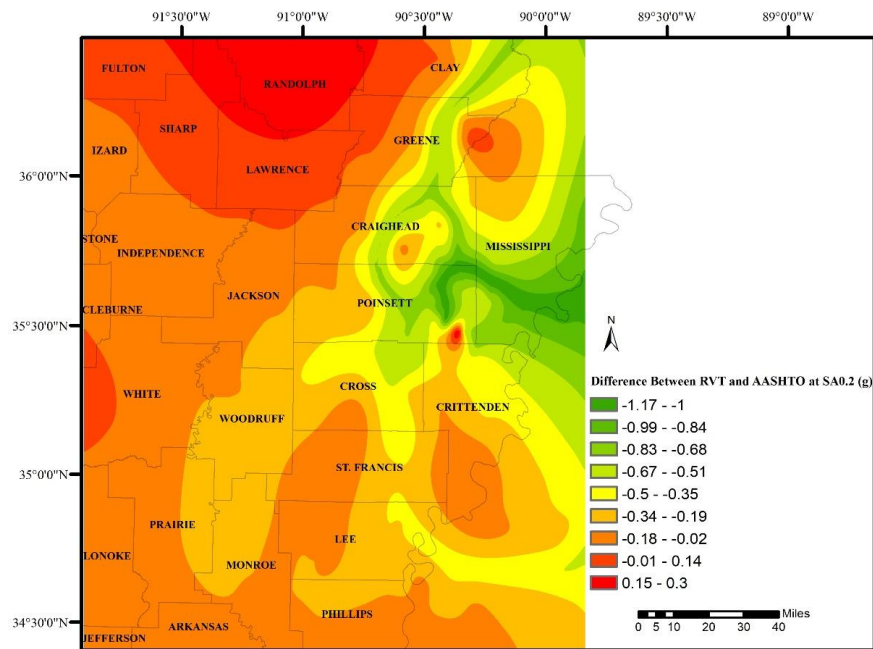 91°30'0"W 91°0'0"W 90°30'0"W 90°0'0"W 89°30'0"W 89°0'0"W
FULTON
RANDOLPH
CLAY
SHARP
GREENE
IZARD
36°0'0"N
LAWRENCE
CRAIGHEAD
STONE
MISSISSIPPI
INDEPENDENCE
JACKSON
POINSETT
CLEBURNE
35°30'0"N
N
Difference Between RVT and AASHTO at SA0.2 (g)
CROSS
WHITE
CRITTENDEN
WOODRUFF
-1.17 - -1
-0.99 - -0.84
-0.83 - -0.68
-0.67 - -0.51
-0.5 - -0.35
-0.34 - -0.19
-0.18 - -0.02
-0.01 - 0.14
0.15 - 0.3
35°0'0"N
ST. FRANCIS
PRAIRIE
LEE
LONOKE
MONROE
PHILLIPS
34°30'0"N
ARKANSAS
JEFFERSON
Miles
0 5 10 20 30 40